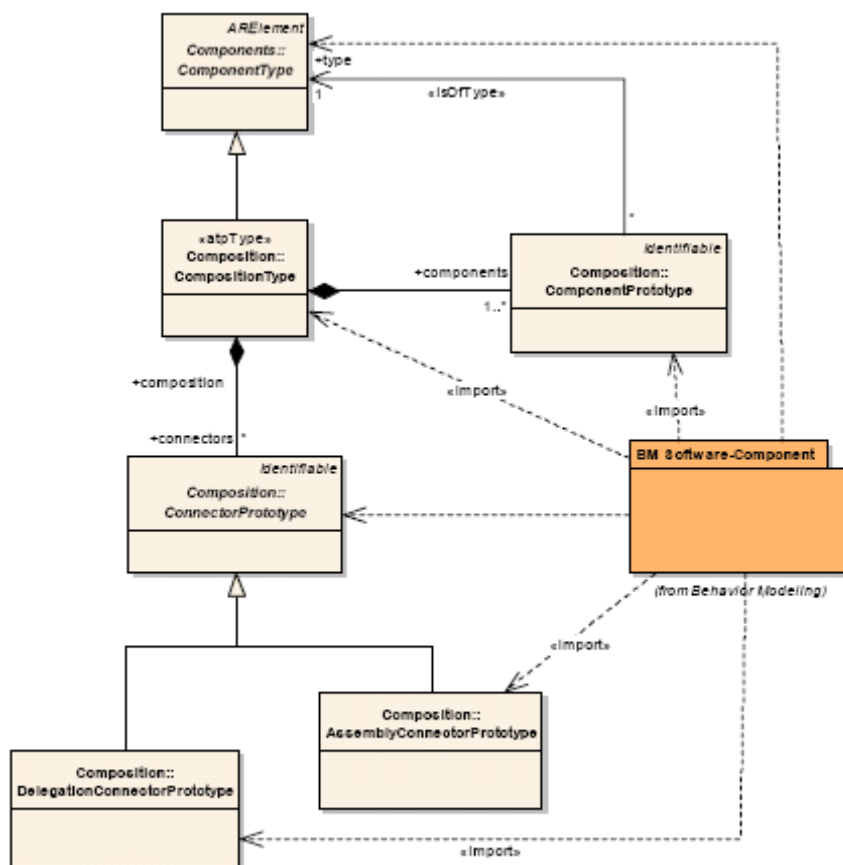 ARElement
Components::
ComponentType
+type
1
«isOfType»
*
«atpType»
Composition::
CompositionType
Identifiable
Composition::
ComponentPrototype
+components
1..*
+composition
«import»
«import»
+connectors
*
Identifiable
Composition::
ConnectorPrototype
BM Software-Component
(from Behavior Modeling)
«import»
Composition::
AssemblyConnectorPrototype
Composition::
DelegationConnectorPrototype
«import»